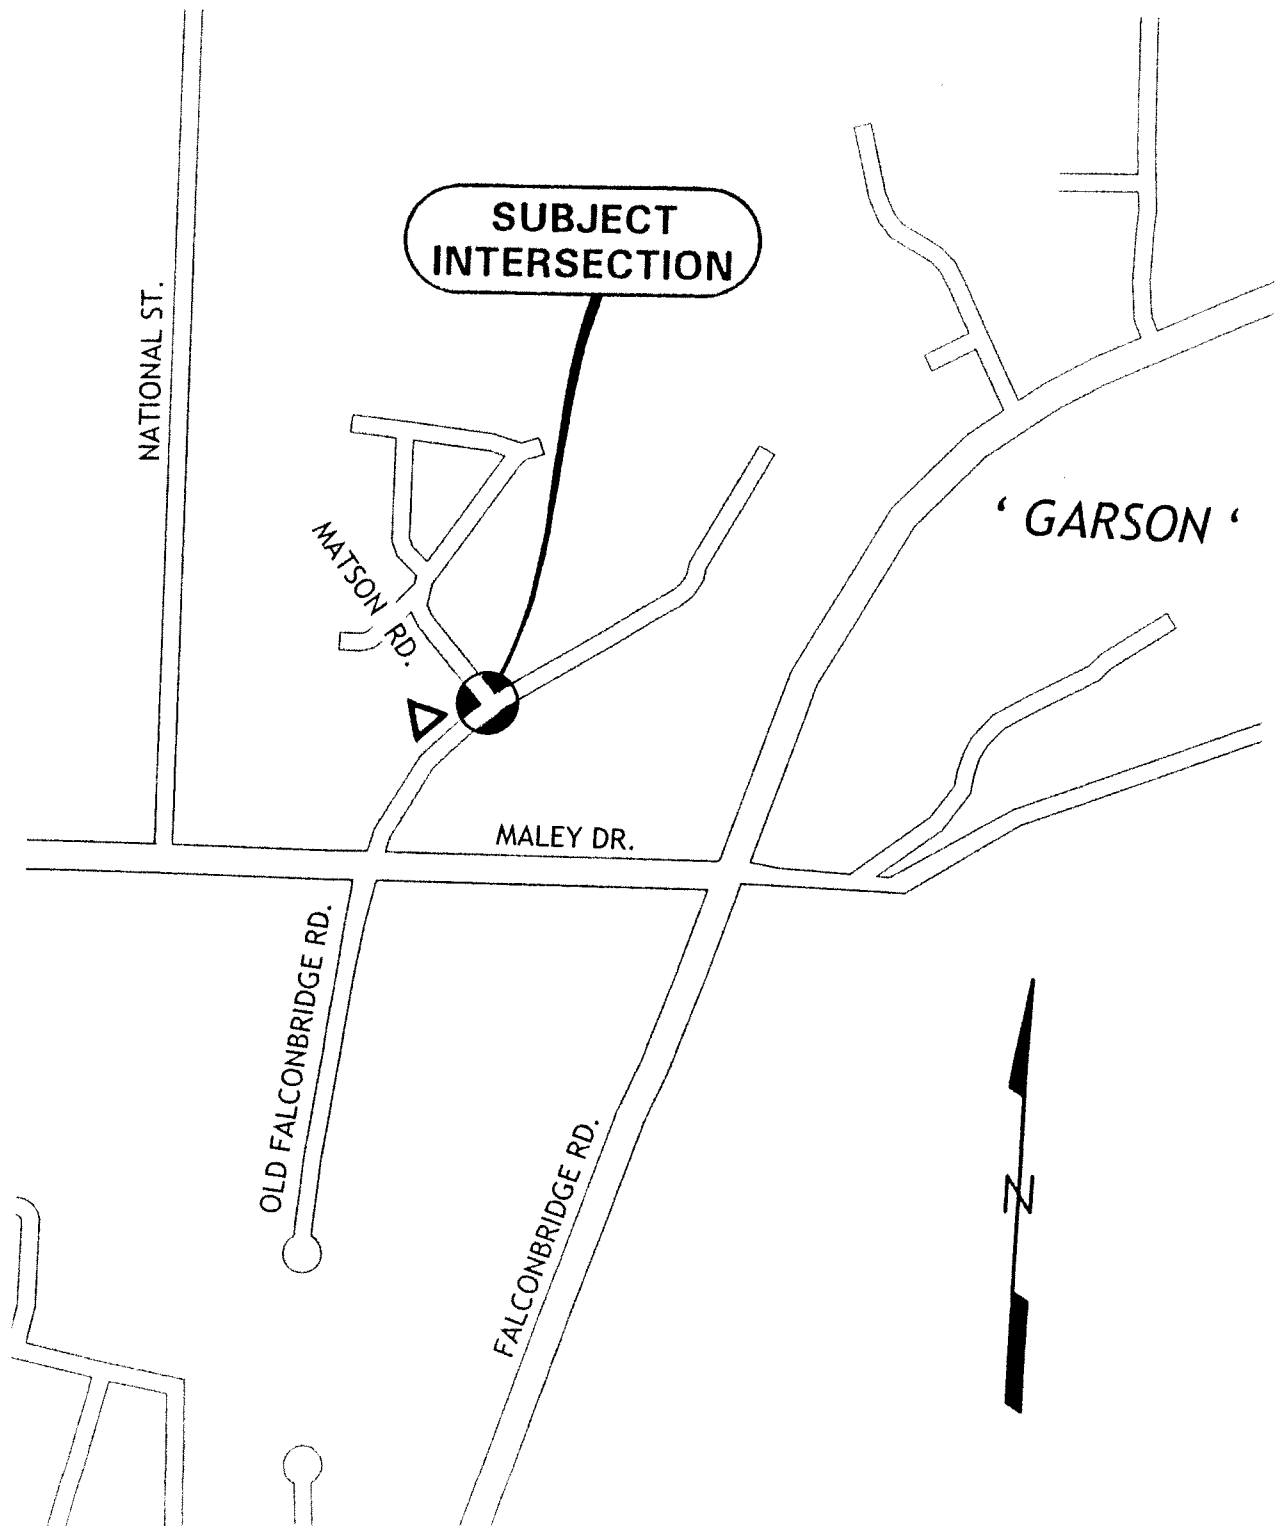 SUBJECT
INTERSECTION
NATIONAL ST.
' GARSON '
MATSON RD.
MALEY DR.
OLD FALCONBRIDGE RD.
FALCONBRIDGE RD.
N